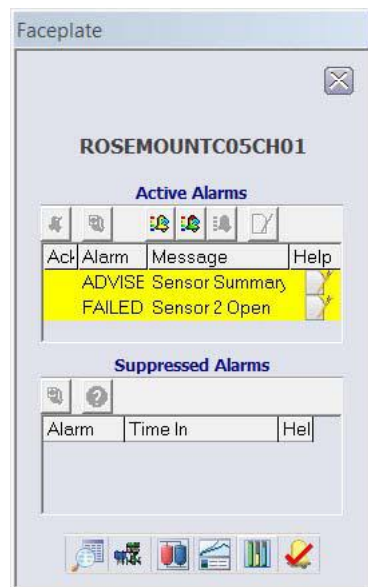 Faceplate
ROSEMOUNTC05CH01
Active Alarms
Ack Alarm Message Help
ADVISE Sensor Summary
FAILED Sensor 2 Open
Suppressed Alarms
Alarm Time In Hel